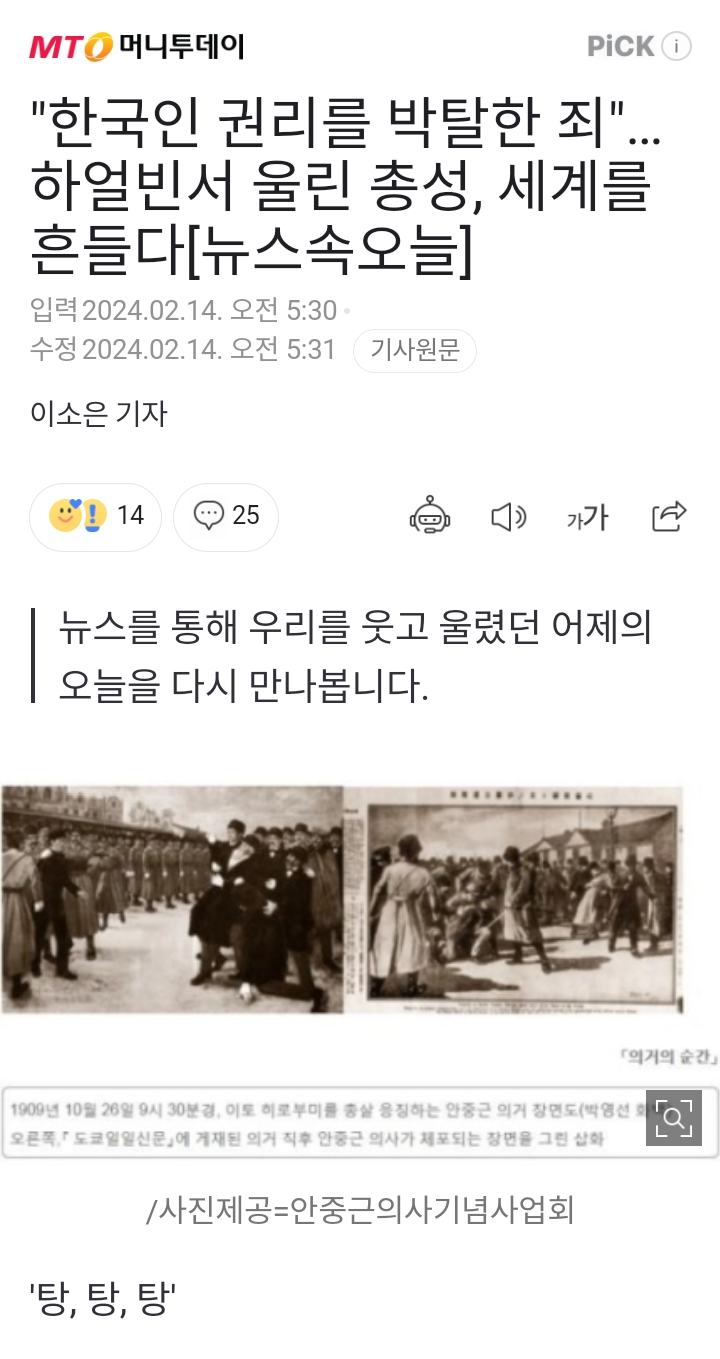 MTO 머니투데이
PiCK i
"한국인 권리를 박탈한 죄"…
하얼빈서 울린 총성, 세계를
흔들다[뉴스속오늘]
입력 2024.02.14. 오전 5:30
수정 2024.02.14. 오전 5:31 기사원문
이소은 기자
14 25 가가
뉴스를 통해 우리를 웃고 울렸던 어제의
오늘을 다시 만나봅니다.
「의거의 순간」
1909년 10월 26일 9시 30분경, 이토 히로부미를 총살 응징하는 안중근 의거 장면도(박영선 화
오른쪽,『도쿄일일신문』에 게재된 의거 직후 안중근 의사가 체포되는 장면을 그린 삽화
/사진제공=안중근의사기념사업회
'탕, 탕, 탕'